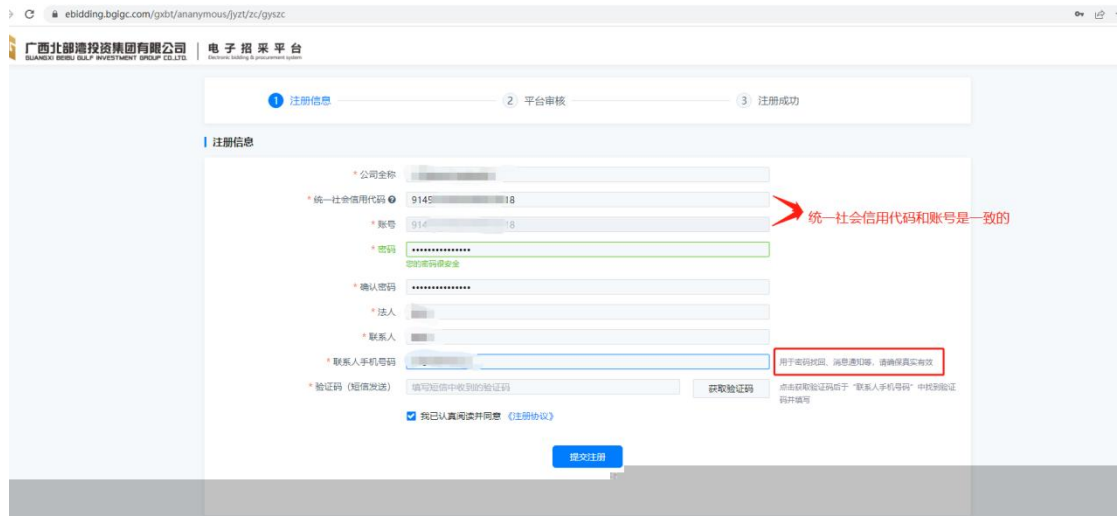 ebidding.bgigc.com/gxbt/ananymous/jyzt/zc/gyszc
广西北部湾投资集团有限公司 电子招采平台
GUANGXI BEIBU GULF INVESTMENT GROUP CO.,LTD. Electronic bidding & procurement system
1 注册信息 2 平台审核 3 注册成功
注册信息
* 公司全称
* 统一社会信用代码 9145 18
* 账号 914 8
统一社会信用代码和账号是一致的
* 密码 ················
您的密码很安全
* 确认密码 ················
* 法人
* 联系人
* 联系人手机号码 用于密码找回、消息通知等，请确保真实有效
* 验证码（短信发送） 填写短信中收到的验证码 获取验证码 点击获取验证码后于“联系人手机号码”中找到验证
码并填写
我已认真阅读并同意《注册协议》
提交注册